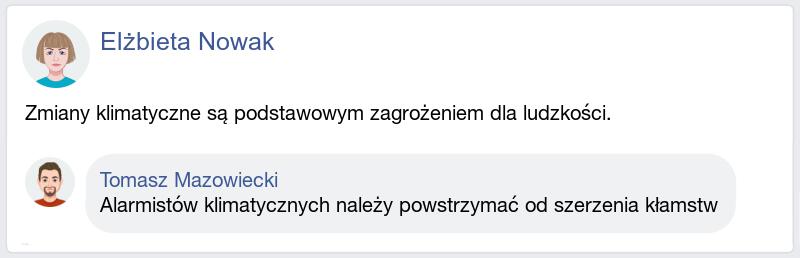 Elżbieta Nowak
Zmiany klimatyczne są podstawowym zagrożeniem dla ludzkości.
Tomasz Mazowiecki
Alarmistów klimatycznych należy powstrzymać od szerzenia kłamstw